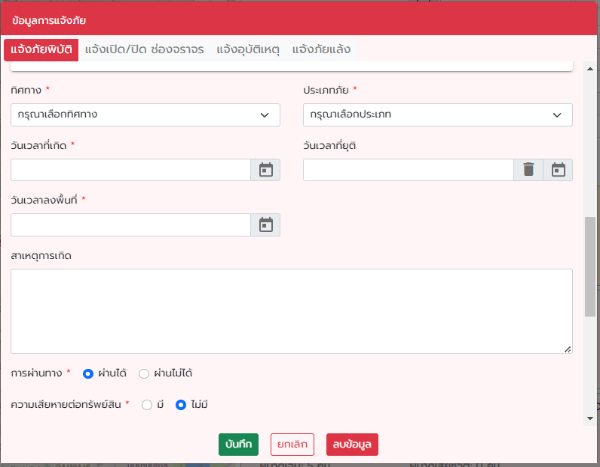 ข้อมูลการแจ้งภัย
แจ้งภัยพิบัติ แจ้งเปิด/ปิด ช่องจราจร แจ้งอุบัติเหตุ แจ้งภัยแล้ง
ทิศทาง * ประเภทภัย *
กรุณาเลือกทิศทาง กรุณาเลือกประเภท
วันเวลาที่เกิด * วันเวลาที่ยุติ
วันเวลาลงพื้นที่ *
สาเหตุการเกิด
การผ่านทาง * ผ่านได้ ผ่านไม่ได้
ความเสียหายต่อทรัพย์สิน * มี ไม่มี
บันทึก ยกเลิก ลบข้อมูล